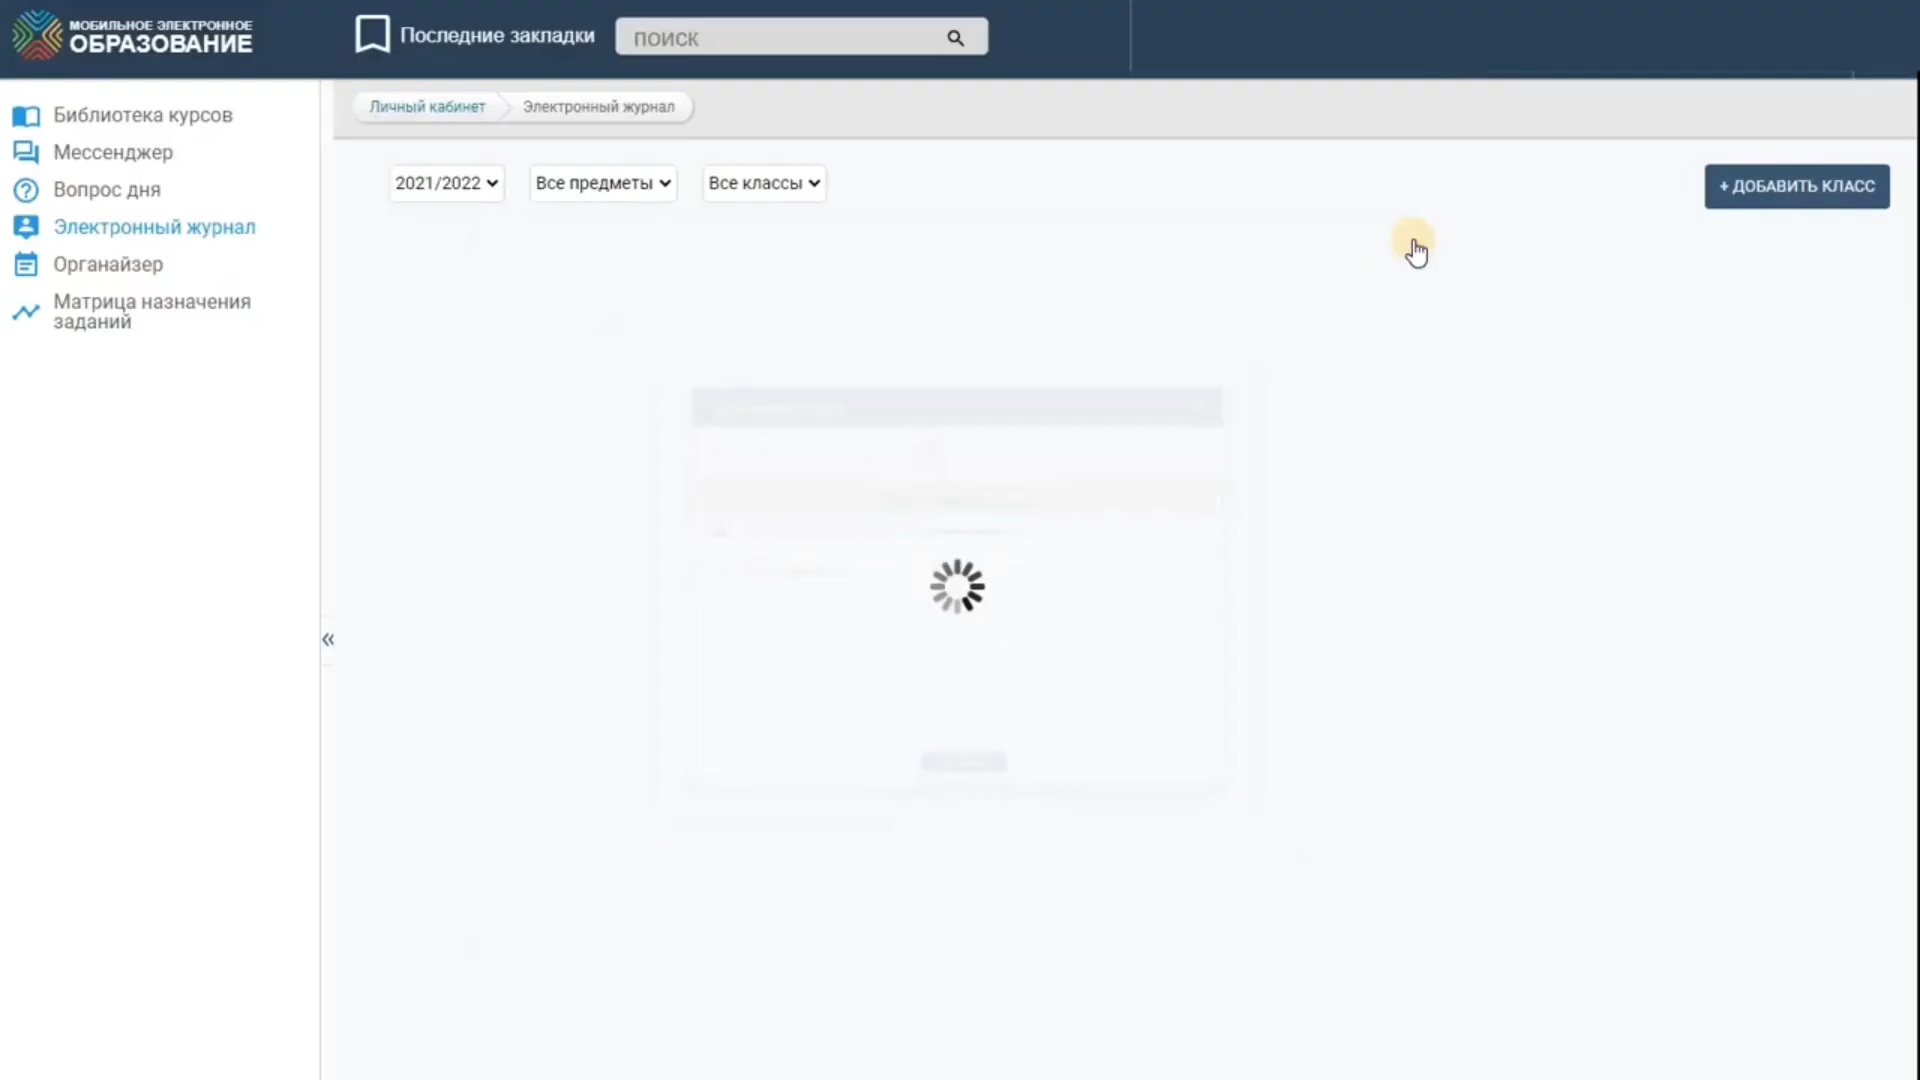 МОБИЛЬНОЕ ЭЛЕКТРОННОЕ
ОБРАЗОВАНИЕ
Последние закладки
поиск
Библиотека курсов
Мессенджер
Вопрос дня
Электронный журнал
Органайзер
Матрица назначения
заданий
Личный кабинет
Электронный журнал
2021/2022
Все предметы
Все классы
+ ДОБАВИТЬ КЛАСС
«